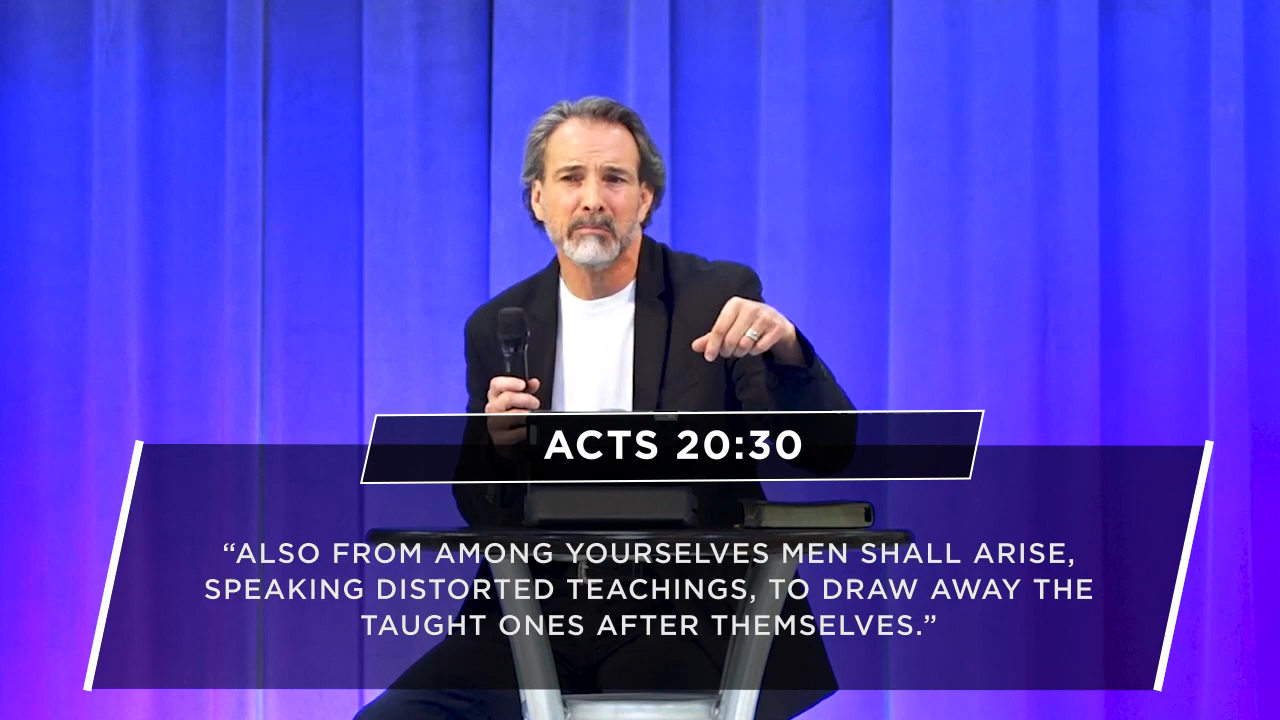 ACTS 20:30
“ALSO FROM AMONG YOURSELVES MEN SHALL ARISE,
SPEAKING DISTORTED TEACHINGS, TO DRAW AWAY THE
TAUGHT ONES AFTER THEMSELVES.”